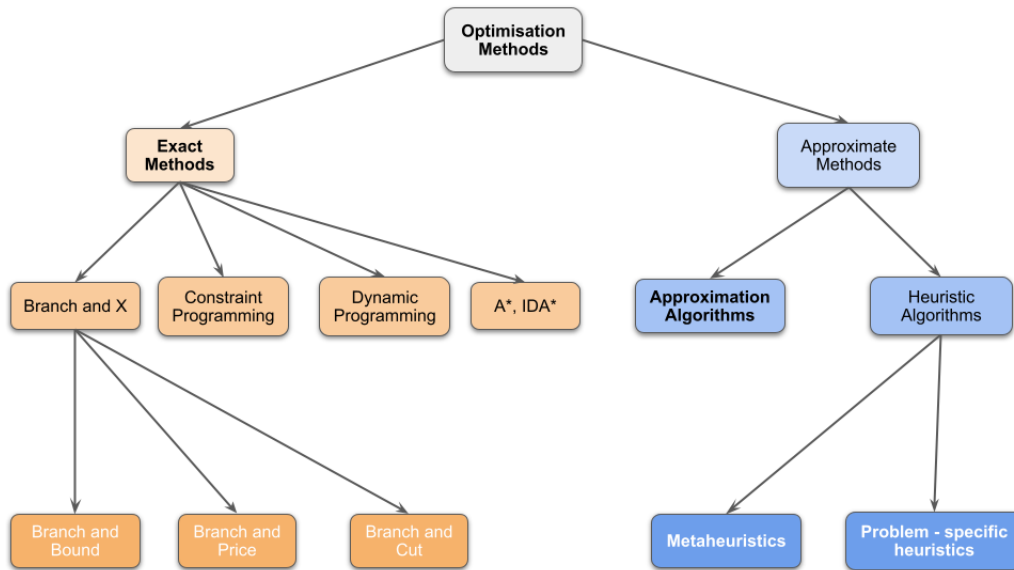 Optimisation
Methods
Exact
Methods
Approximate
Methods
Branch and X
Constraint
Programming
Dynamic
Programming
A*, IDA*
Approximation
Algorithms
Heuristic
Algorithms
Branch and
Bound
Branch and
Price
Branch and
Cut
Metaheuristics
Problem - specific
heuristics